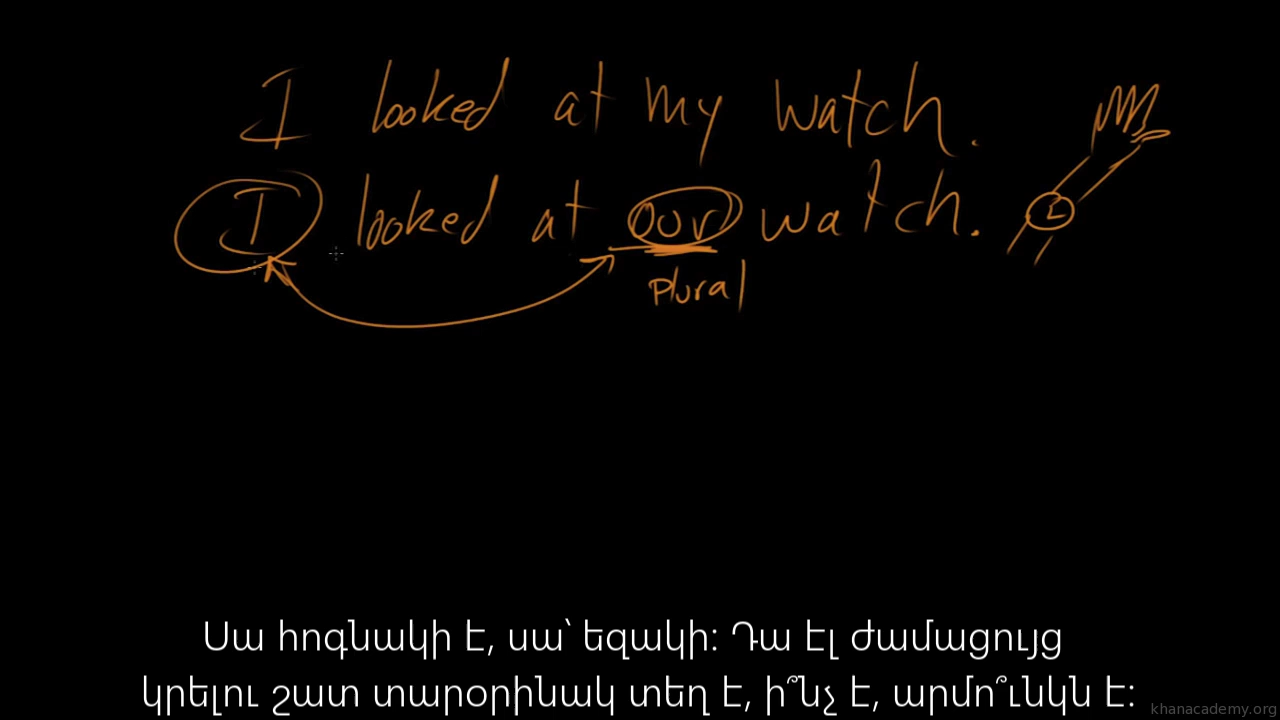 I looked at my watch.
I looked at our watch.
plural
Սա հոգնակի է, սա՝ եզակի: Դա էլ ժամացույց
կրելու շատ տարօրինակ տեղ է, ի՞նչ է, արմո՞ւնկն է:
khanacademy.org